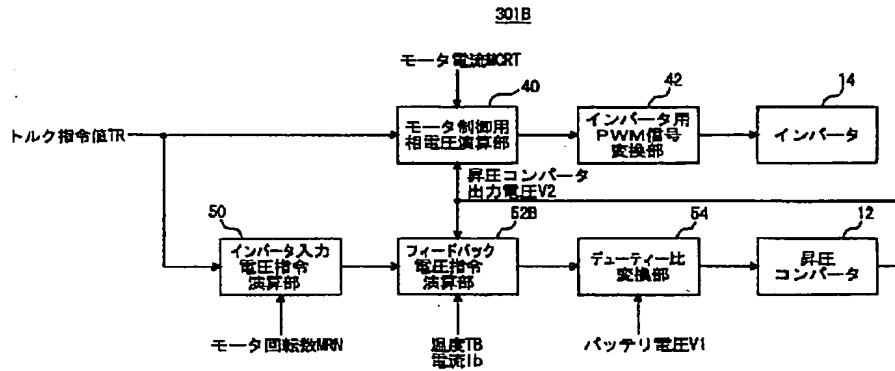 301B
モータ電流MCRT
40
42
14
トルク指令値TR
モータ制御用
相電圧演算部
インバータ用
PWM信号
変換部
インバータ
昇圧コンバータ
出力電圧V2
50
52B
54
12
インバータ入力
電圧指令
演算部
フィードバック
電圧指令
演算部
デューティー比
変換部
昇圧
コンバータ
モータ回転数MRN
温度TB
電流Ib
バッテリ電圧V1